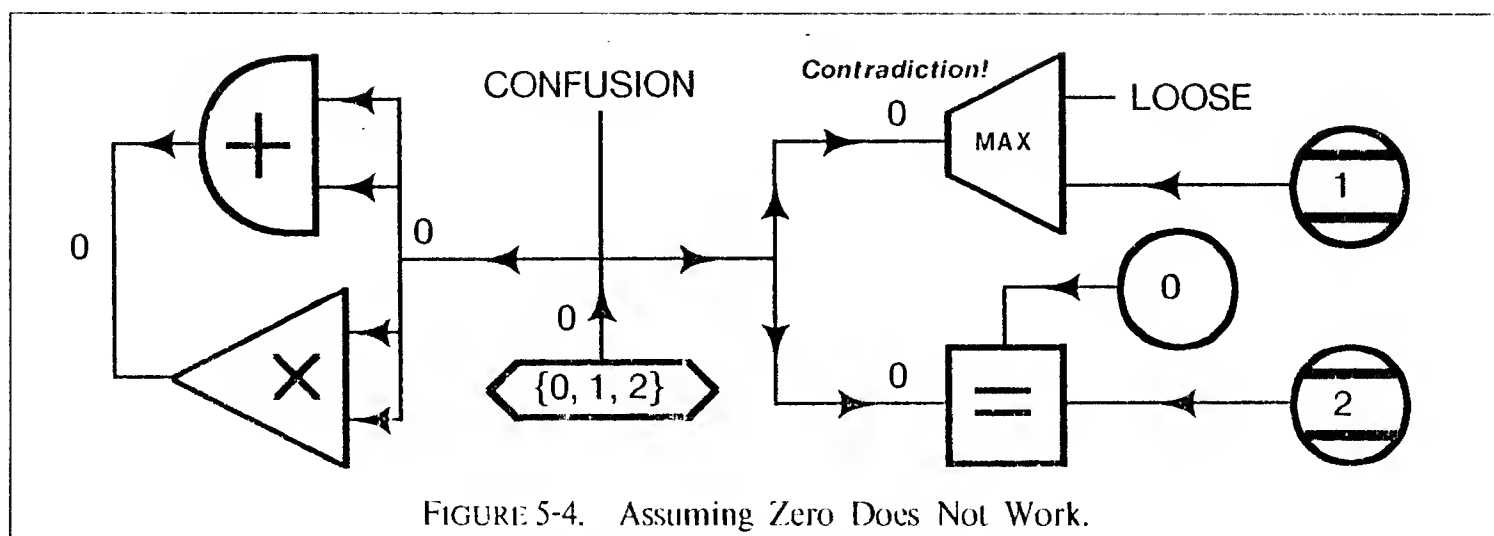 Contradiction!
CONFUSION
0
LOOSE
+
MAX
1
0
0
0
0
×
{0, 1, 2}
0
=
2
FIGURE 5-4. Assuming Zero Does Not Work.